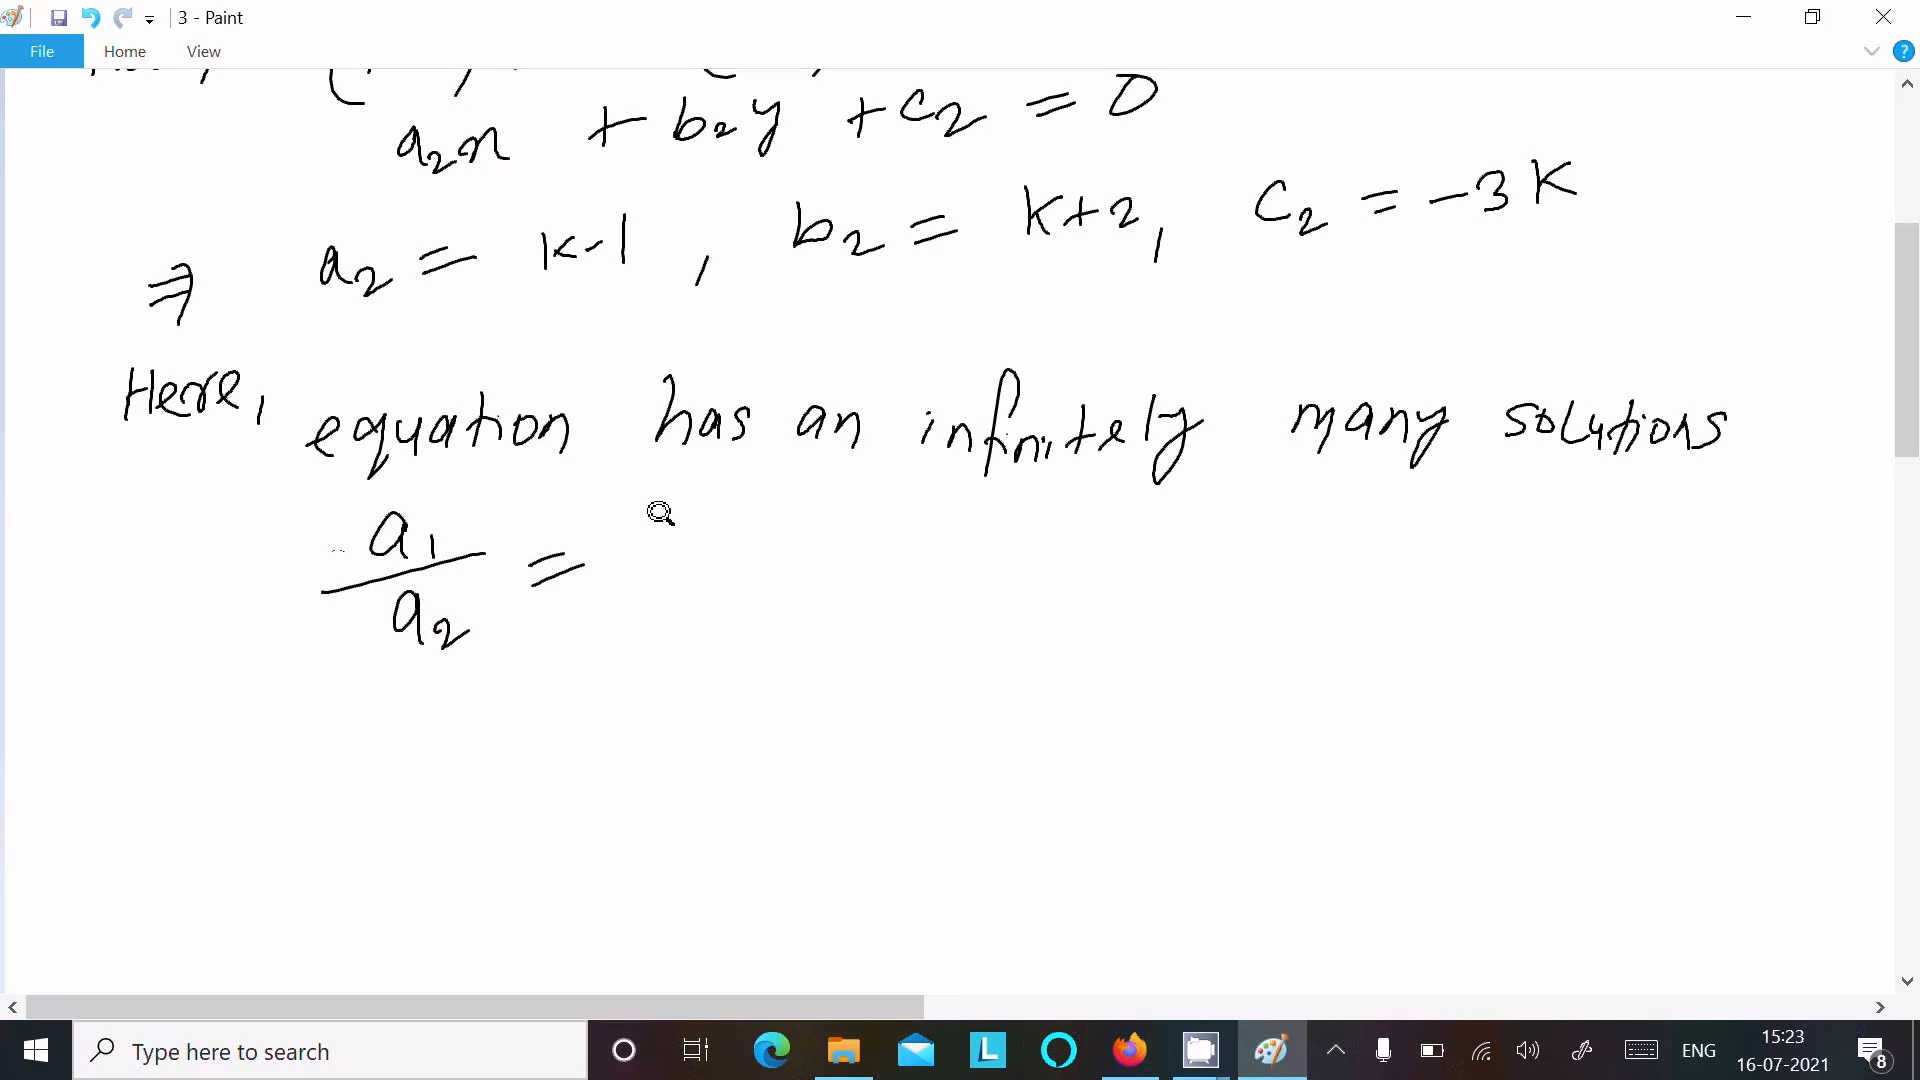 3 - Paint
File Home View
a2x + b2y + c2 = 0
⇒ a2 = k-1 , b2 = k+2, c2 = -3k
Here, equation has an infinitely many solutions
a1/a2 =
Type here to search
ENG
15:23
16-07-2021
8